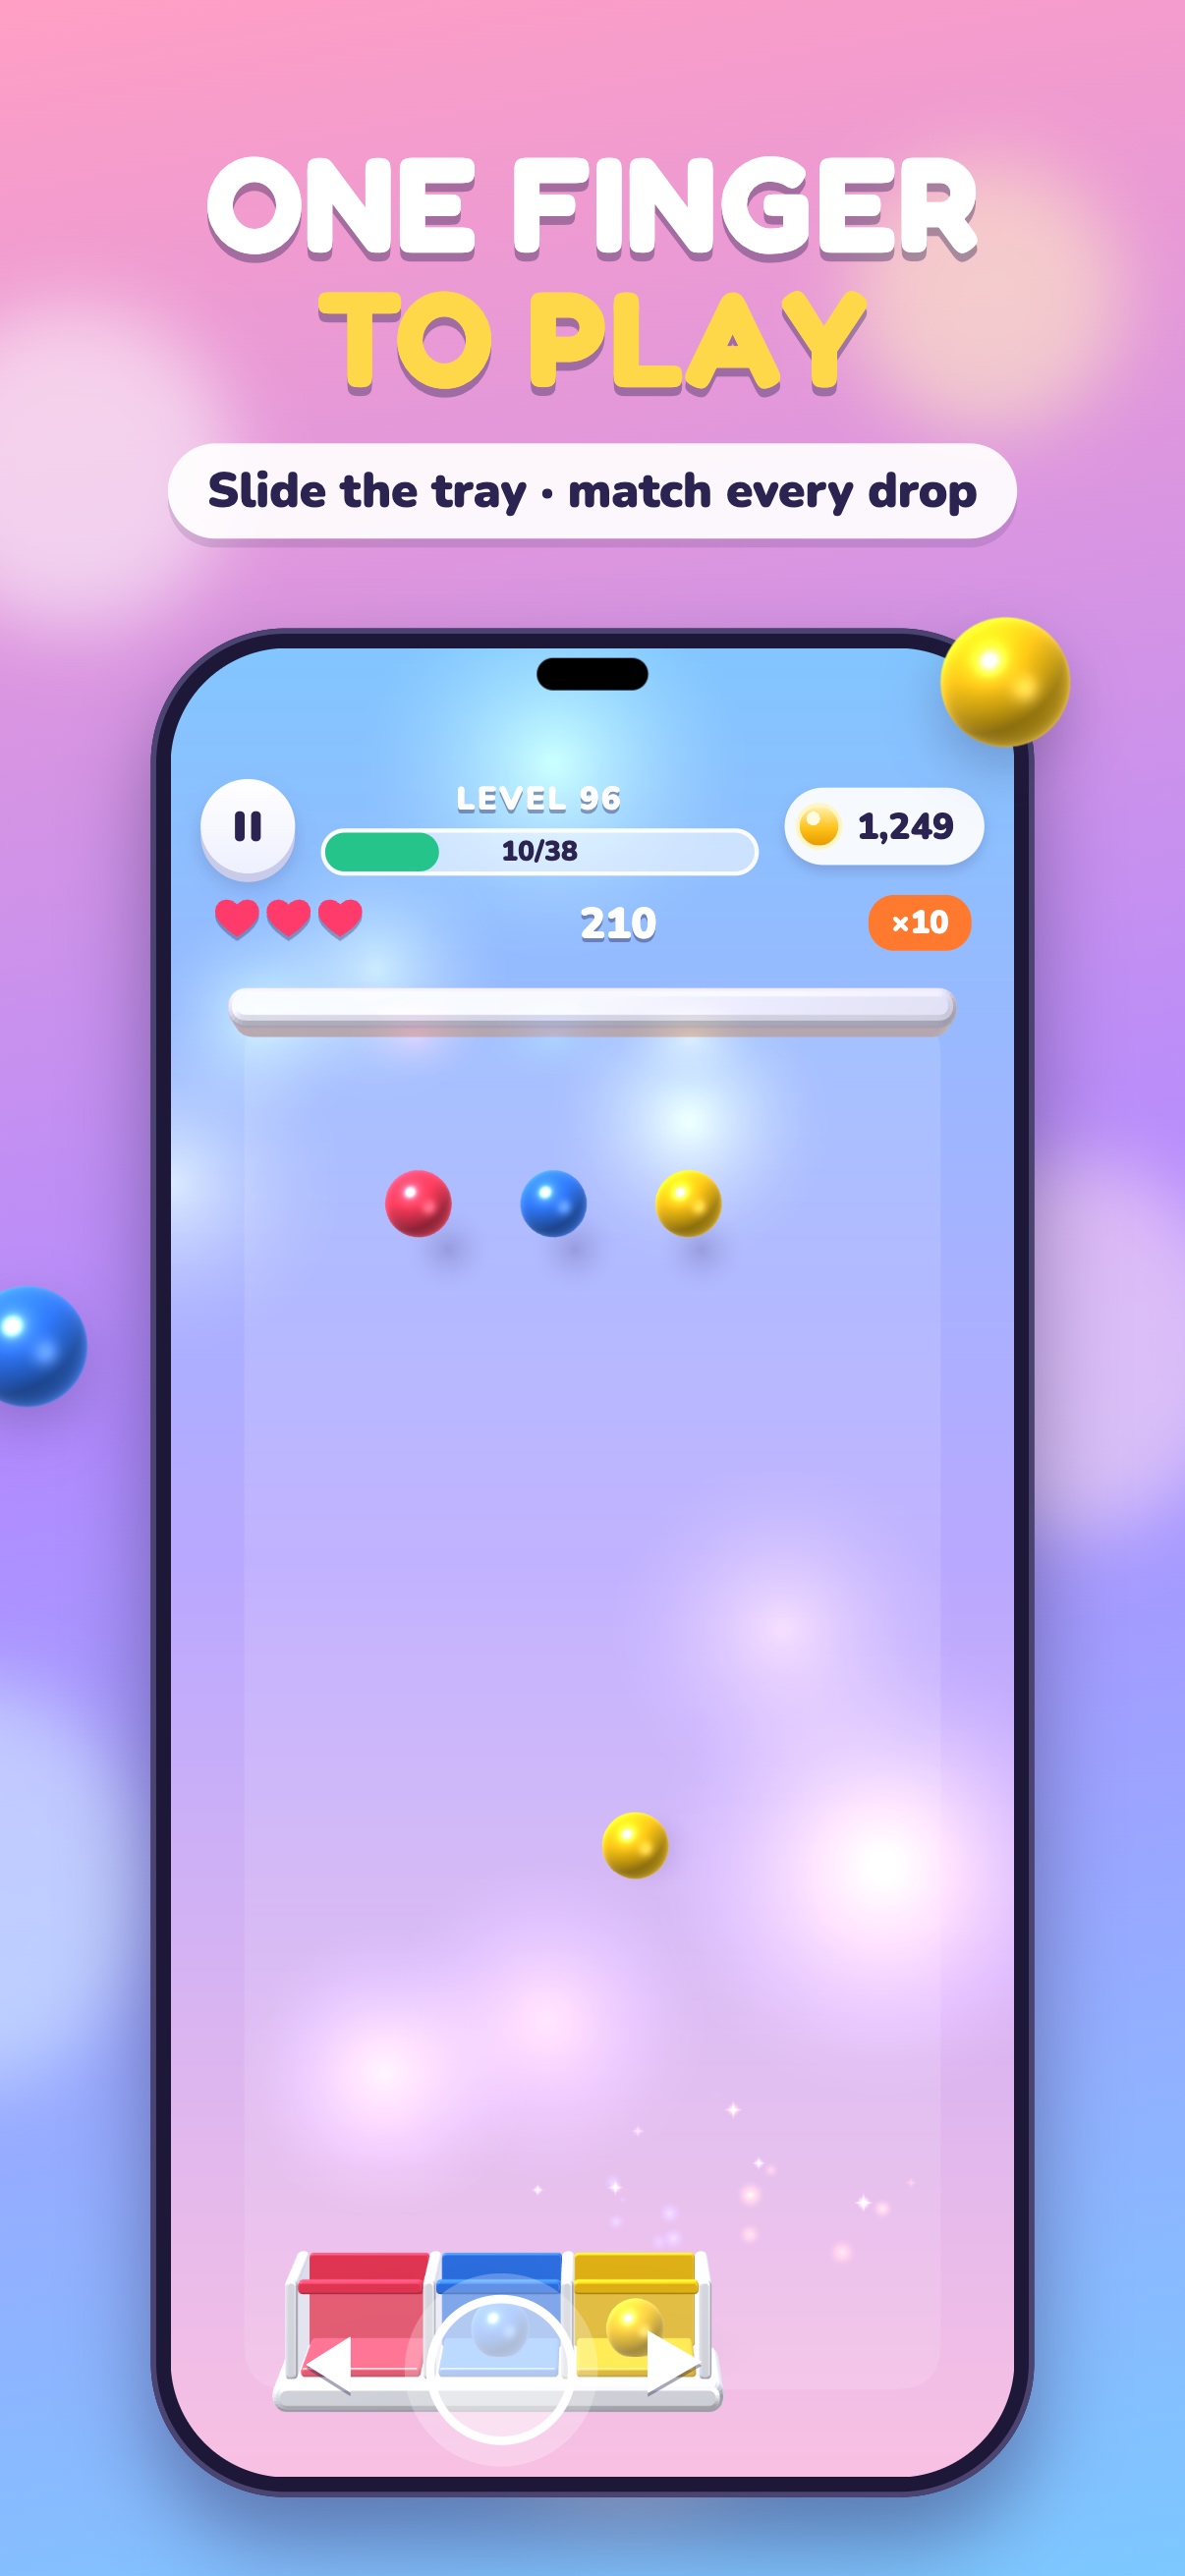 ONE FINGER
TO PLAY
Slide the tray · match every drop
LEVEL 96
10/38
1,249
210
×10